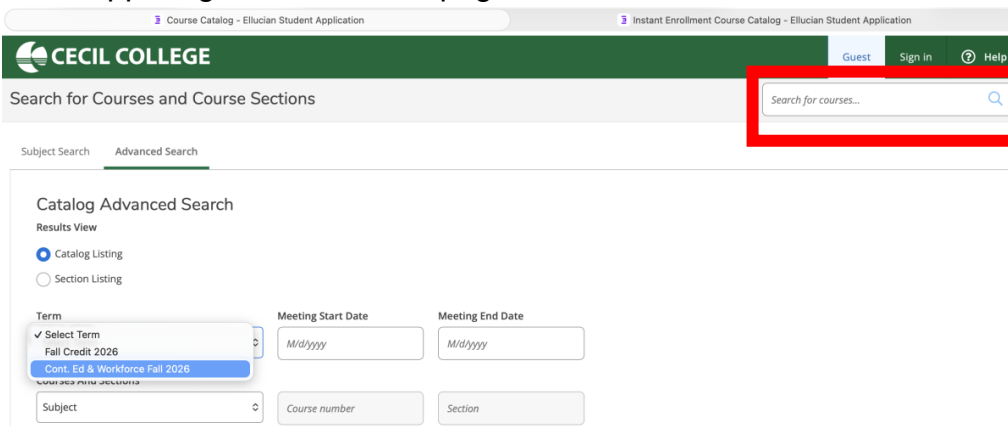 Course Catalog - Ellucian Student Application Instant Enrollment Course Catalog - Ellucian Student Application
CECIL COLLEGE Guest Sign in Help
Search for Courses and Course Sections Search for courses...
Subject Search Advanced Search
Catalog Advanced Search
Results View
Catalog Listing
Section Listing
Term Meeting Start Date Meeting End Date
✓ Select Term
Fall Credit 2026 M/d/yyyy M/d/yyyy
Cont. Ed & Workforce Fall 2026
Courses And Sections
Subject Course number Section